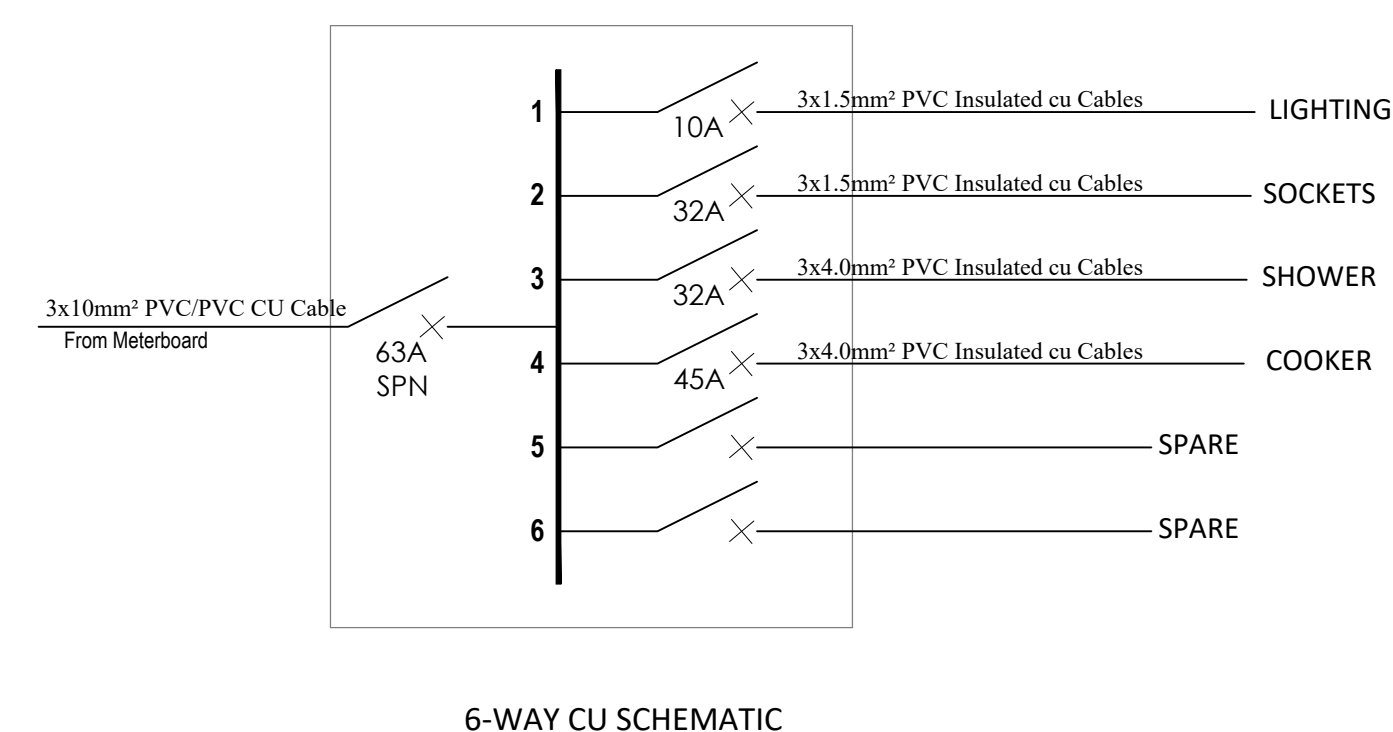 1
3x1.5mm² PVC Insulated cu Cables
LIGHTING
10A
2
3x1.5mm² PVC Insulated cu Cables
SOCKETS
32A
3
3x4.0mm² PVC Insulated cu Cables
SHOWER
32A
3x10mm² PVC/PVC CU Cable
From Meterboard
63A
SPN
4
3x4.0mm² PVC Insulated cu Cables
COOKER
45A
5
SPARE
6
SPARE
6-WAY CU SCHEMATIC